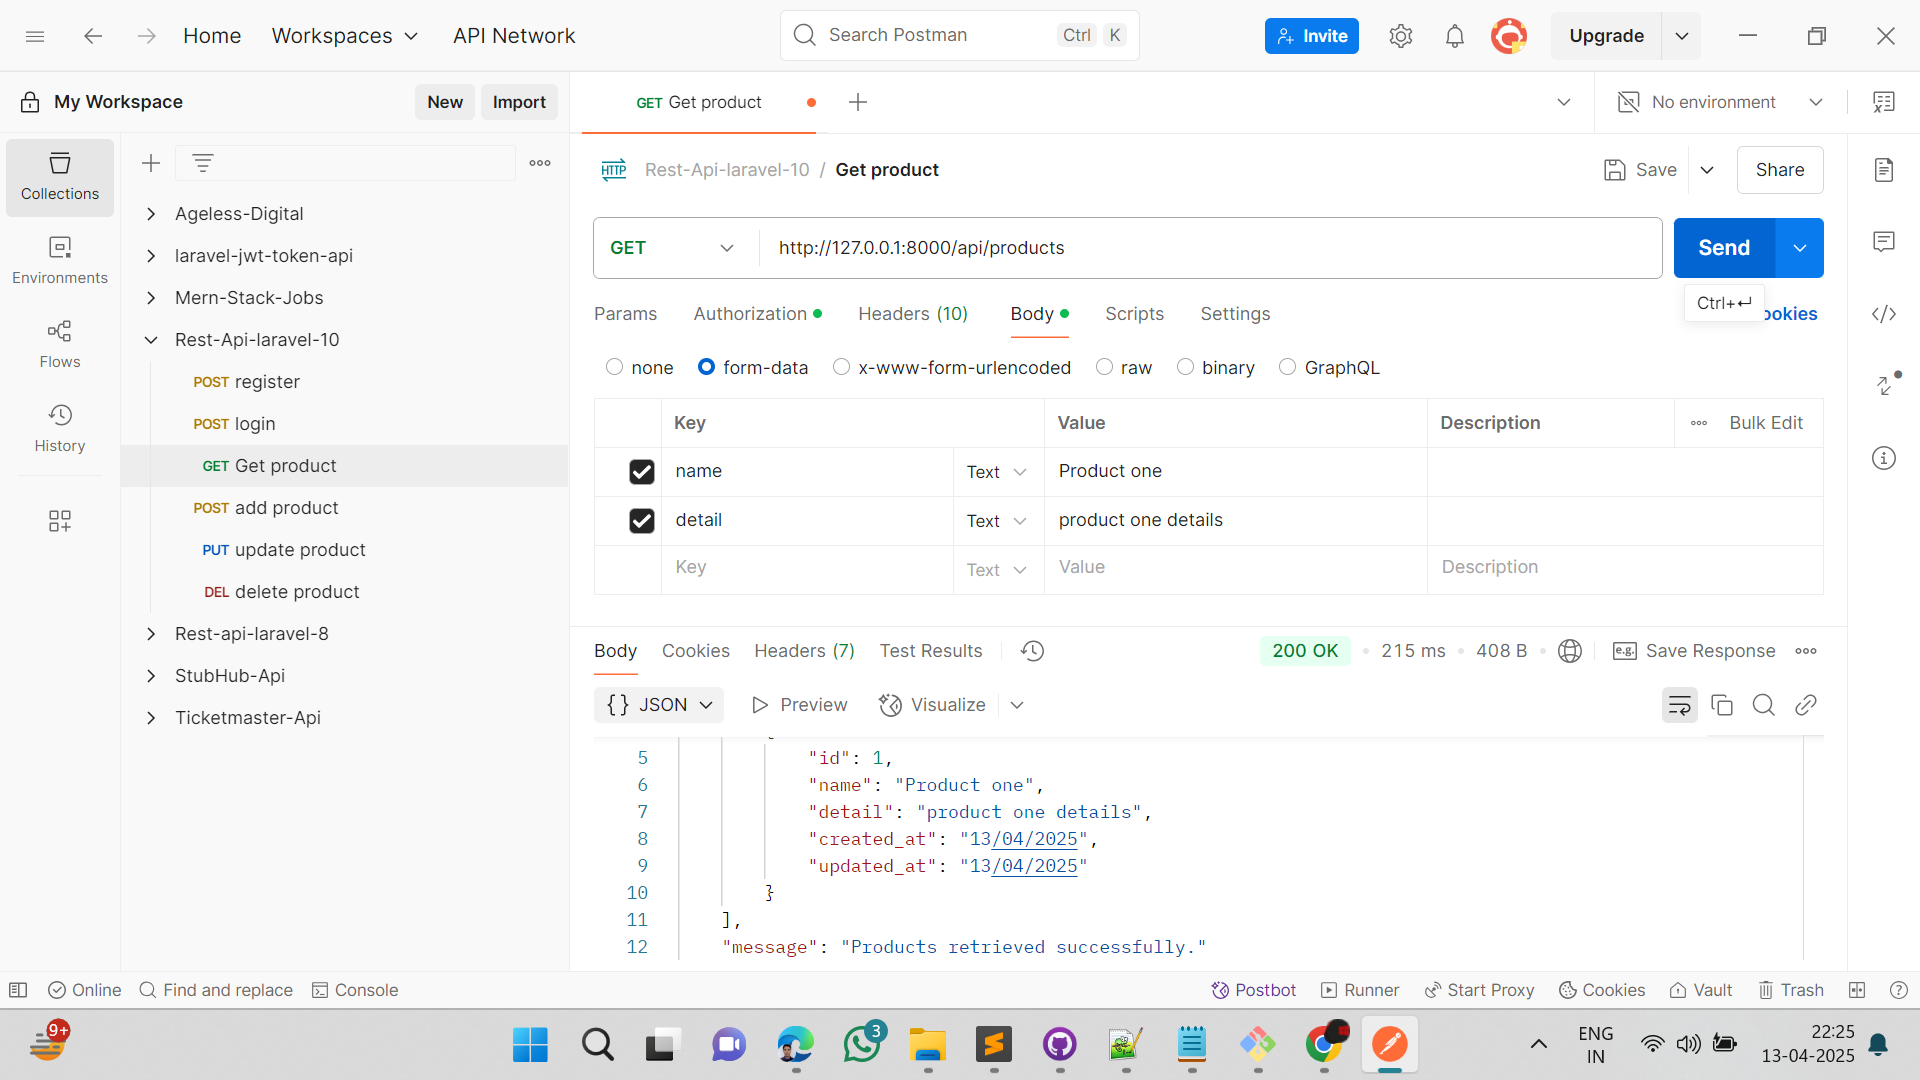 Home
Workspaces
API Network
Search Postman
Ctrl K
Invite
Upgrade
My Workspace
New
Import
GET Get product
No environment
Collections
Environments
Flows
History
Ageless-Digital
laravel-jwt-token-api
Mern-Stack-Jobs
Rest-Api-laravel-10
POST register
POST login
GET Get product
POST add product
PUT update product
DEL delete product
Rest-api-laravel-8
StubHub-Api
Ticketmaster-Api
HTTP Rest-Api-laravel-10 / Get product
Save
Share
GET http://127.0.0.1:8000/api/products
Send
Ctrl+↵
Params Authorization Headers (10) Body Scripts Settings ookies
none form-data x-www-form-urlencoded raw binary GraphQL
Key Value Description Bulk Edit
name Text Product one
detail Text product one details
Key Text Value Description
Body Cookies Headers (7) Test Results 200 OK • 215 ms • 408 B • e.g. Save Response
{} JSON Preview Visualize
{
5 "id": 1,
6 "name": "Product one",
7 "detail": "product one details",
8 "created_at": "13/04/2025",
9 "updated_at": "13/04/2025"
10 }
11 ],
12 "message": "Products retrieved successfully."
Online Find and replace Console Postbot Runner Start Proxy Cookies Vault Trash
9+
3
ENG
IN
22:25
13-04-2025